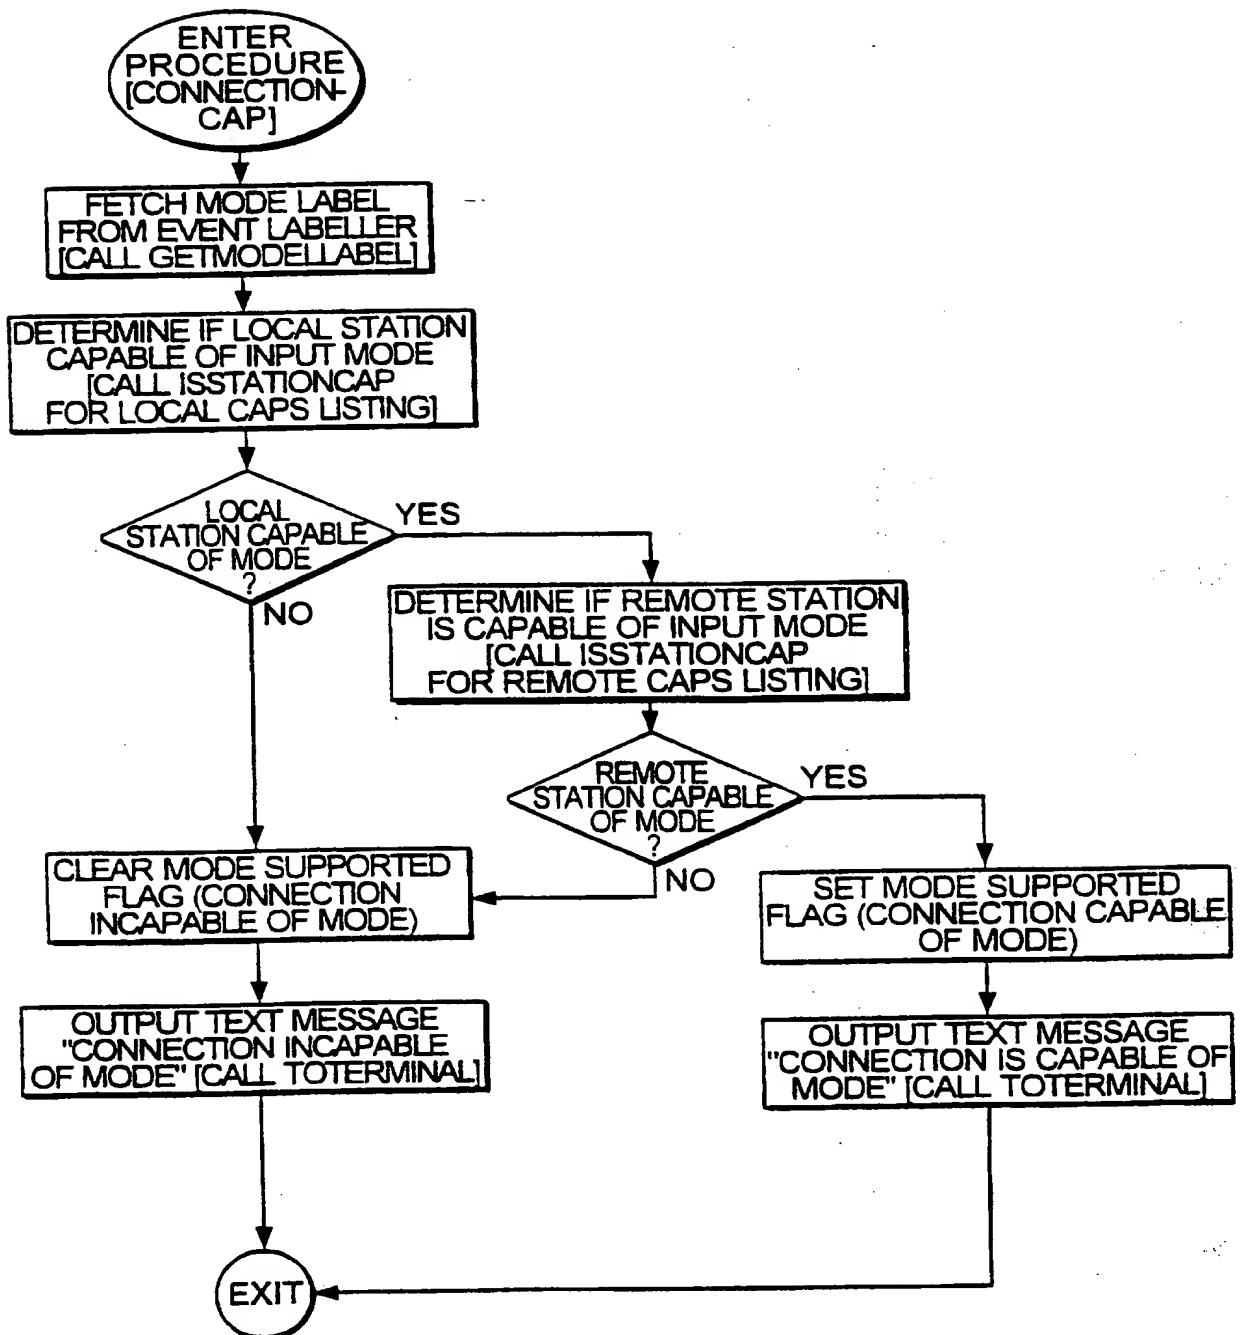 ENTER
PROCEDURE
[CONNECTION-
CAP]
FETCH MODE LABEL
FROM EVENT LABELLER
[CALL GETMODELLABEL]
DETERMINE IF LOCAL STATION
CAPABLE OF INPUT MODE
[CALL ISSTATIONCAP
FOR LOCAL CAPS LISTING]
LOCAL
STATION CAPABLE
OF MODE
?
YES
NO
DETERMINE IF REMOTE STATION
IS CAPABLE OF INPUT MODE
[CALL ISSTATIONCAP
FOR REMOTE CAPS LISTING]
REMOTE
STATION CAPABLE
OF MODE
?
YES
NO
CLEAR MODE SUPPORTED
FLAG (CONNECTION
INCAPABLE OF MODE)
SET MODE SUPPORTED
FLAG (CONNECTION CAPABLE
OF MODE)
OUTPUT TEXT MESSAGE
"CONNECTION INCAPABLE
OF MODE" [CALL TOTERMINAL]
OUTPUT TEXT MESSAGE
"CONNECTION IS CAPABLE OF
MODE" [CALL TOTERMINAL]
EXIT